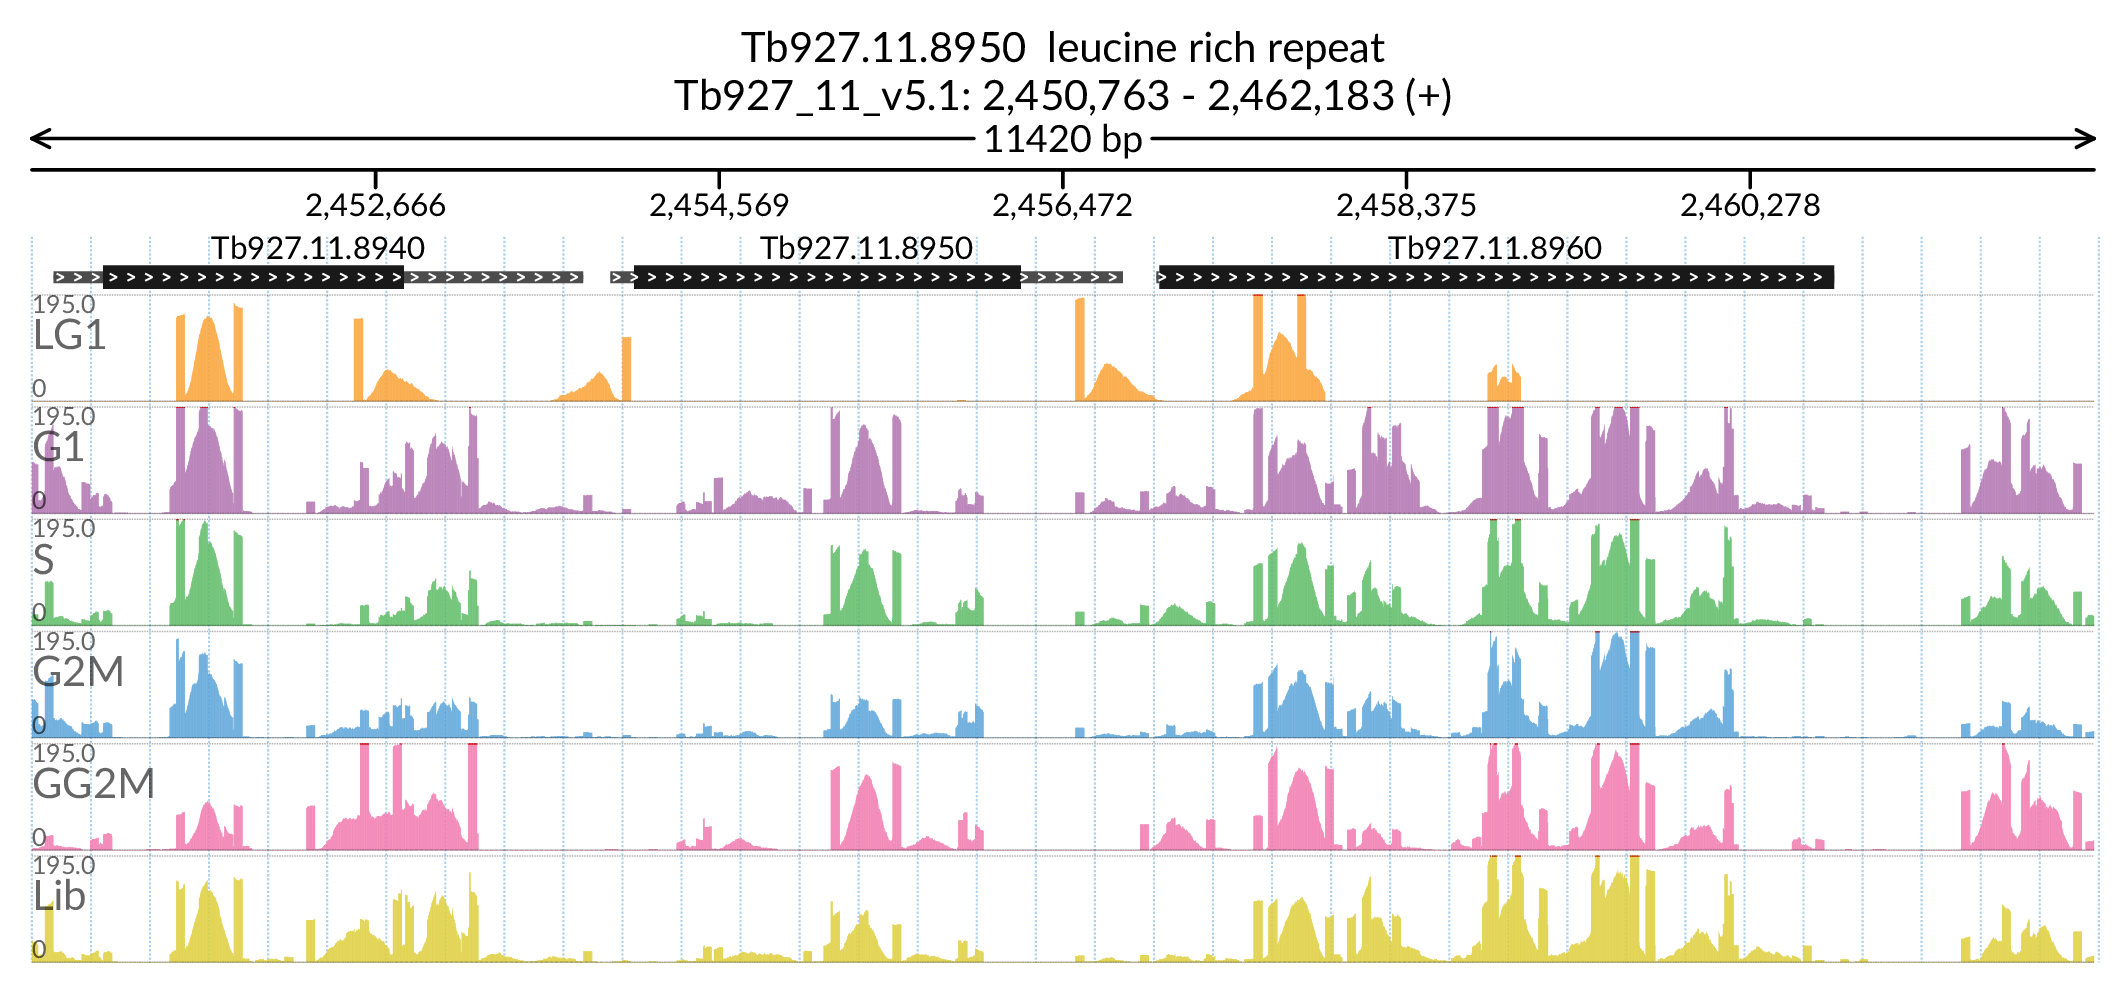 Tb927.11.8950 leucine rich repeat
Tb927_11_v5.1: 2,450,763 - 2,462,183 (+)
11420 bp
2,452,666 2,454,569 2,456,472 2,458,375 2,460,278
Tb927.11.8940 Tb927.11.8950 Tb927.11.8960
195.0
LG1
0
195.0
G1
0
195.0
S
0
195.0
G2M
0
195.0
GG2M
0
195.0
Lib
0